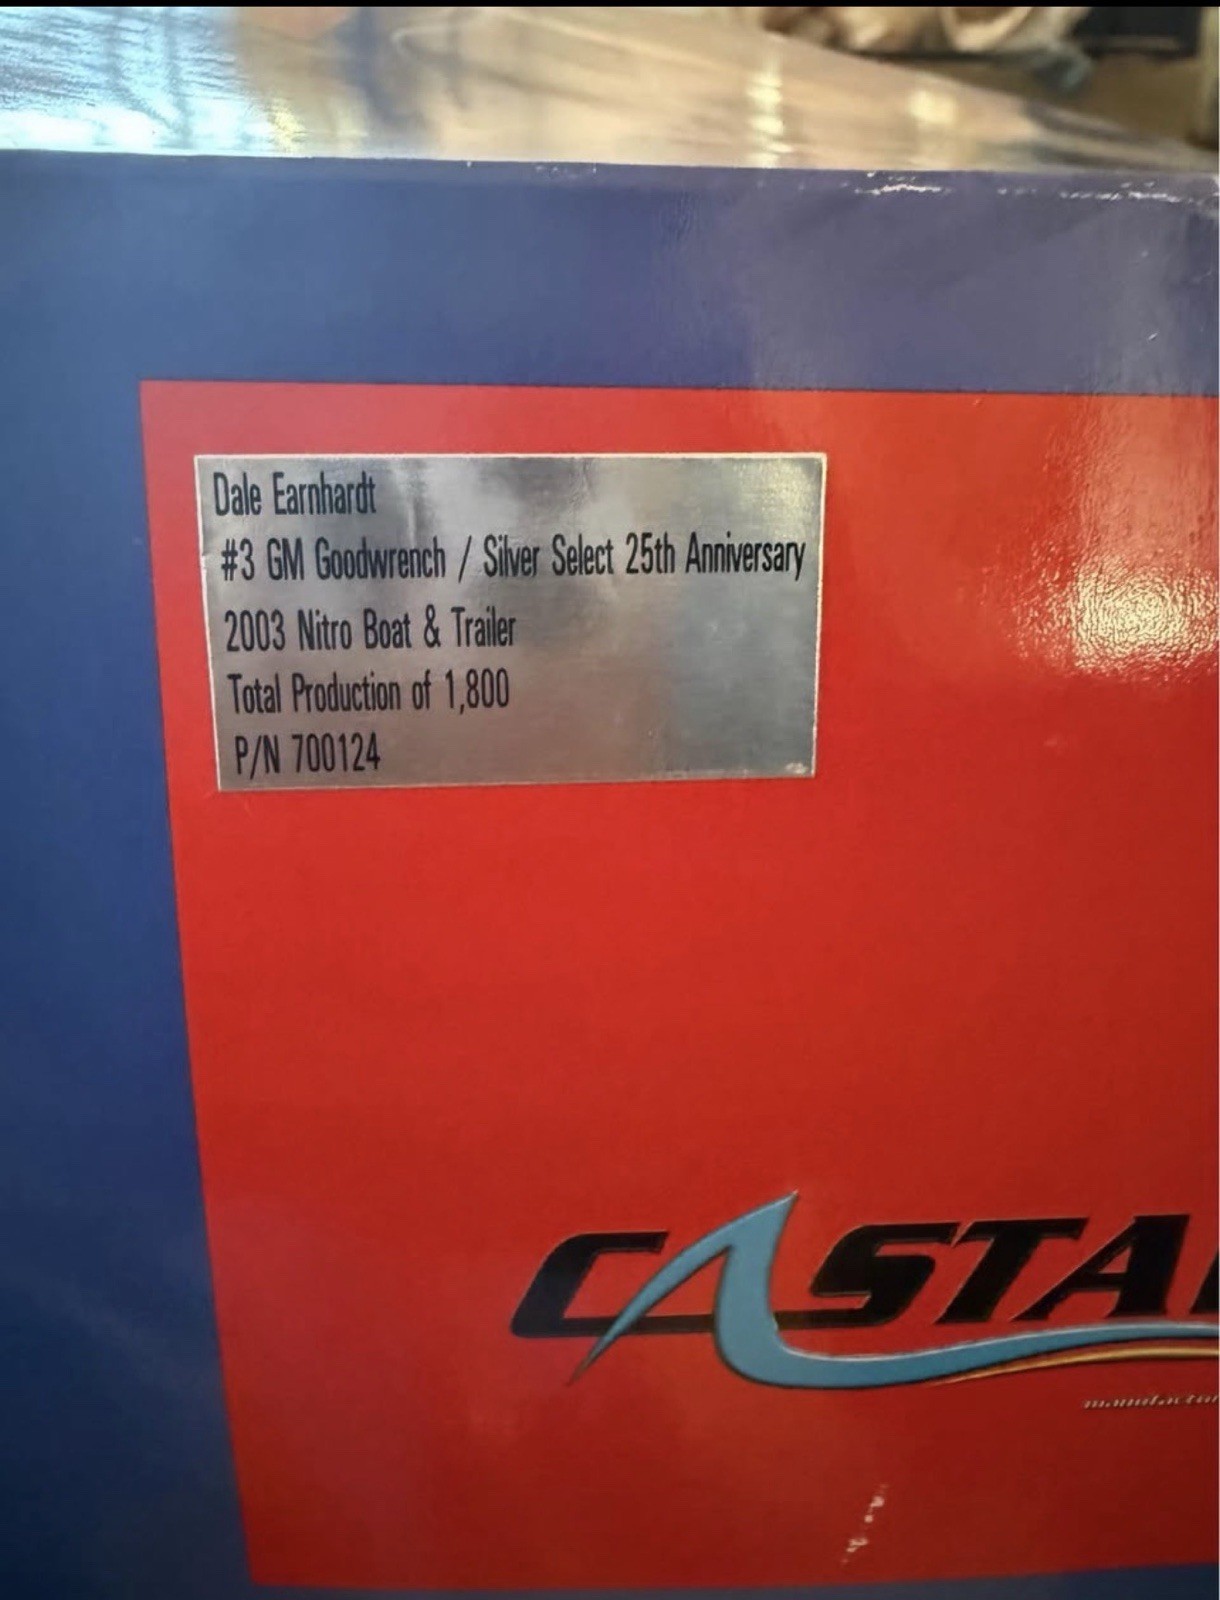 Dale Earnhardt
#3 GM Goodwrench / Silver Select 25th Anniversary
2003 Nitro Boat & Trailer
Total Production of 1,800
P/N 700124
CASTA